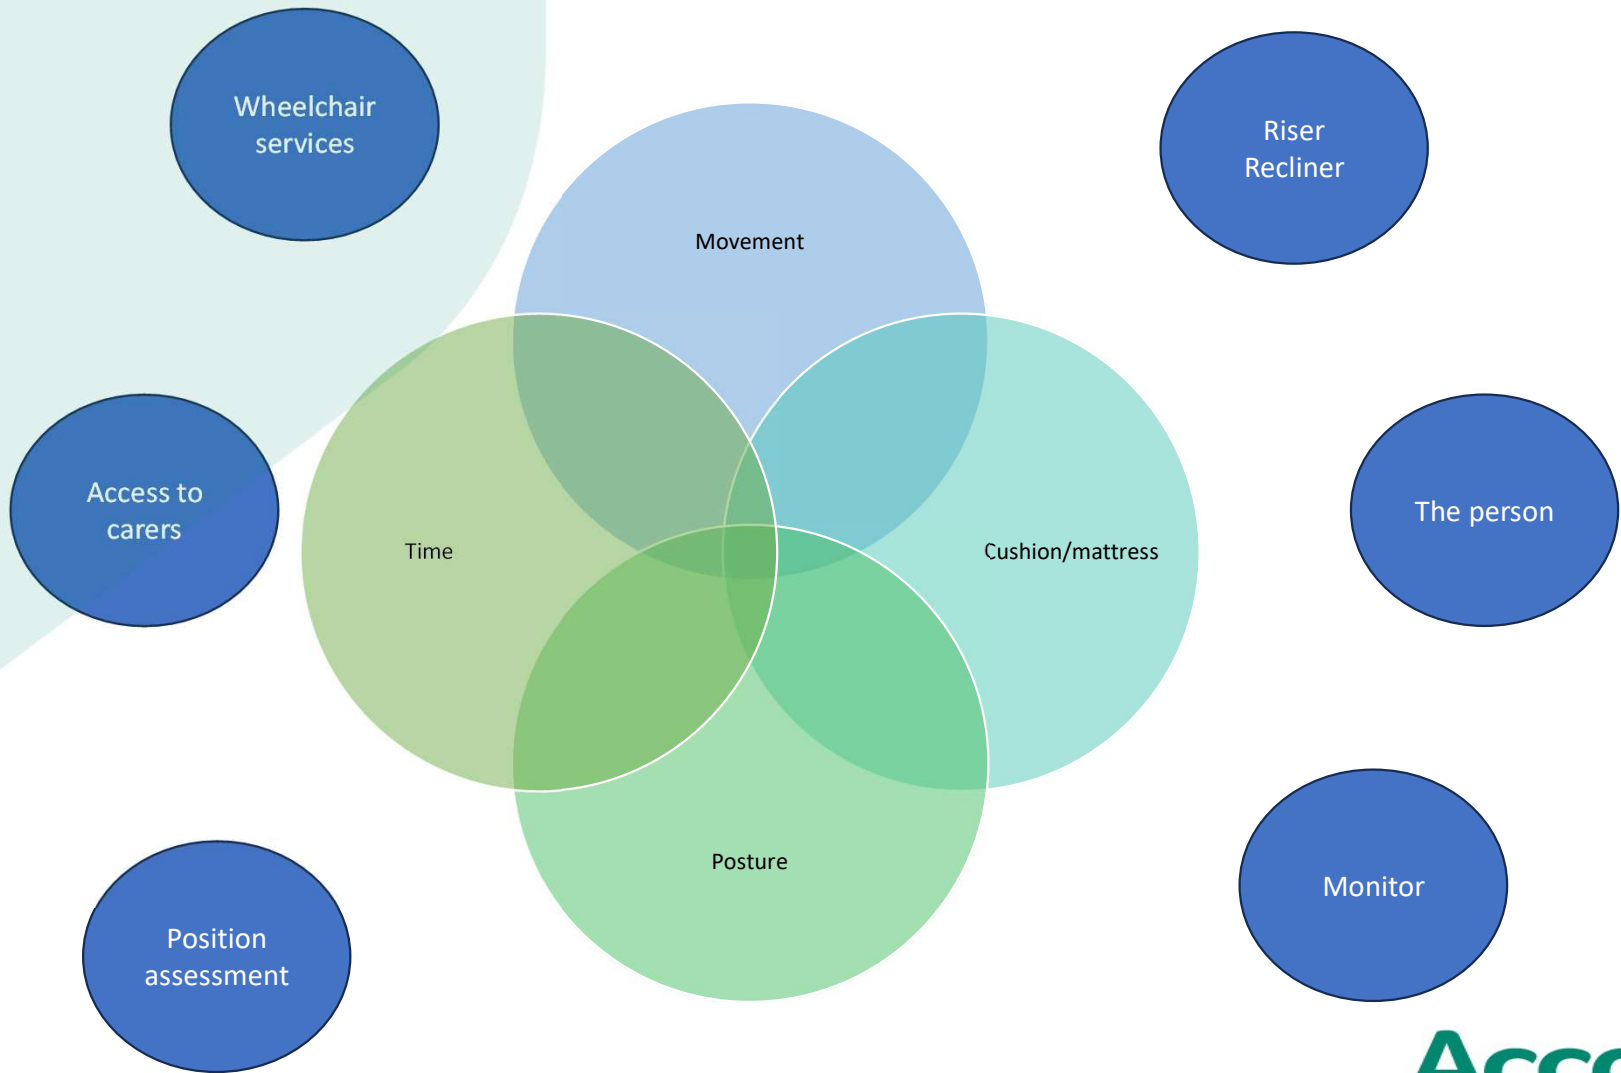 Wheelchair
services
Riser
Recliner
Movement
Access to
carers
Time
Cushion/mattress
The person
Posture
Monitor
Position
assessment